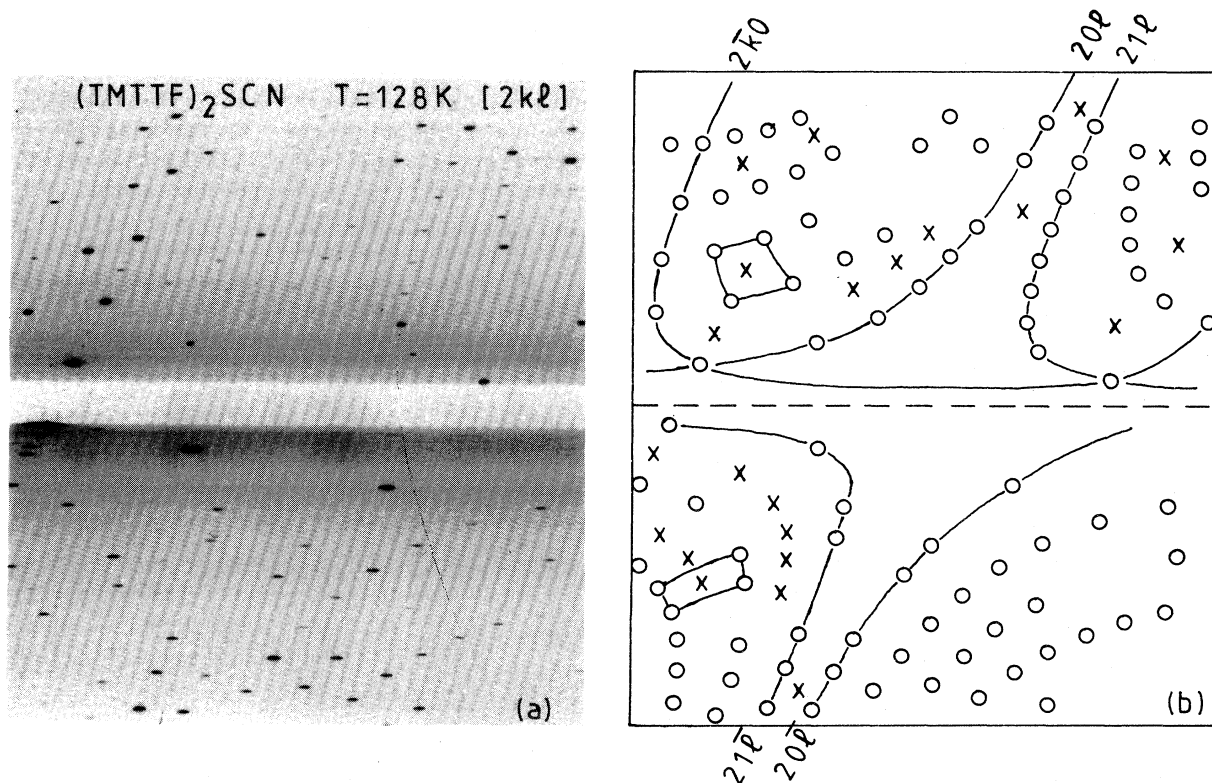 (TMTTF)₂SCN T=128K [2kℓ]
(a)
2k̄0
20ℓ
21ℓ
21ℓ̄
20ℓ̄
(b)